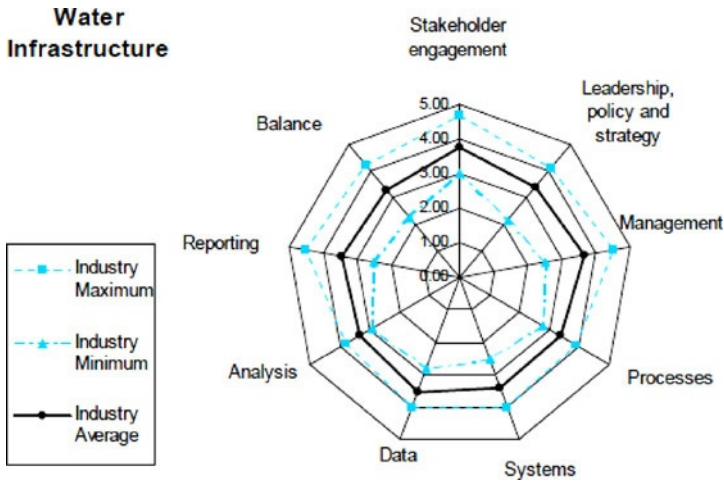 Water
Infrastructure
Stakeholder
engagement
Leadership,
policy and
strategy
Management
Processes
Systems
Data
Analysis
Reporting
Balance
5.00
4.00
3.00
2.00
1.00
0.00
Industry
Maximum
Industry
Minimum
Industry
Average